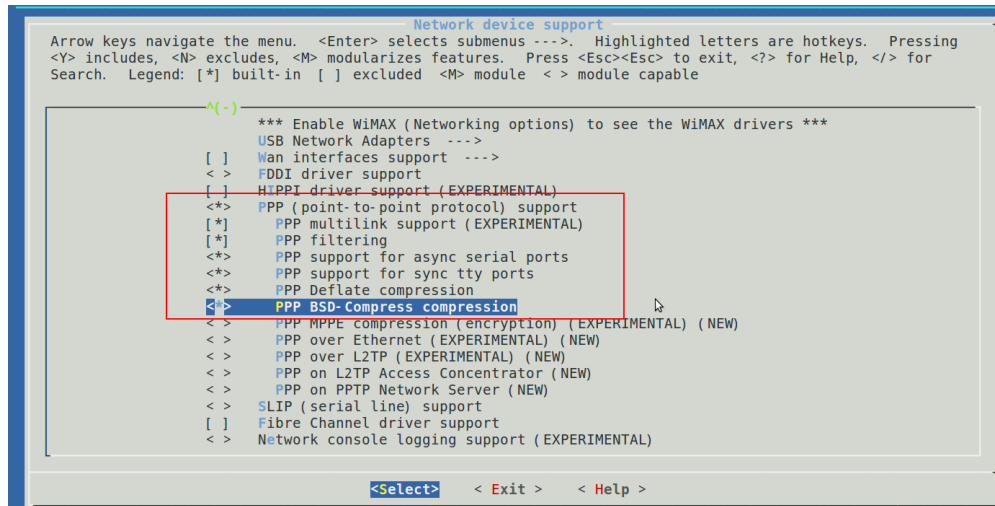 Network device support
Arrow keys navigate the menu. <Enter> selects submenus --->. Highlighted letters are hotkeys. Pressing
<Y> includes, <N> excludes, <M> modularizes features. Press <Esc><Esc> to exit, <?> for Help, </> for
Search. Legend: [*] built-in [ ] excluded <M> module < > module capable
^(-)
*** Enable WiMAX (Networking options) to see the WiMAX drivers ***
USB Network Adapters --->
[ ] Wan interfaces support --->
< > FDDI driver support
[ ] HIPPI driver support (EXPERIMENTAL)
<*> PPP (point-to-point protocol) support
[*] PPP multilink support (EXPERIMENTAL)
[*] PPP filtering
<*> PPP support for async serial ports
<*> PPP support for sync tty ports
<*> PPP Deflate compression
<*> PPP BSD-Compress compression
< > PPP MPPE compression (encryption) (EXPERIMENTAL) (NEW)
< > PPP over Ethernet (EXPERIMENTAL) (NEW)
< > PPP over L2TP (EXPERIMENTAL) (NEW)
< > PPP on L2TP Access Concentrator (NEW)
< > PPP on PPTP Network Server (NEW)
< > SLIP (serial line) support
[ ] Fibre Channel driver support
< > Network console logging support (EXPERIMENTAL)
<Select> < Exit > < Help >